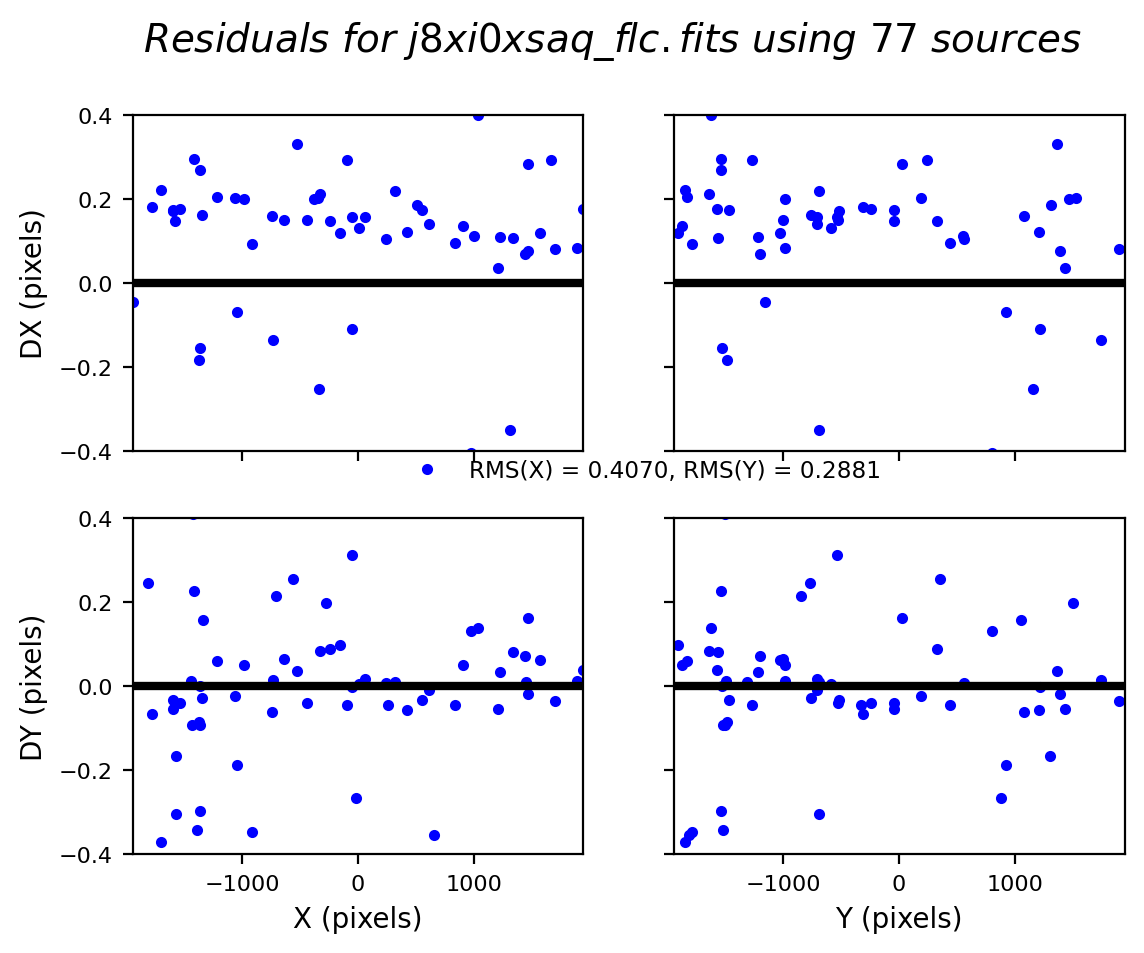 Residuals for j8xi0xsaq_flc.fits using 77 sources
0.4
0.2
0.0
−0.2
−0.4
DX (pixels)
RMS(X) = 0.4070, RMS(Y) = 0.2881
0.4
0.2
0.0
−0.2
−0.4
DY (pixels)
−1000 0 1000
−1000 0 1000
X (pixels)
Y (pixels)